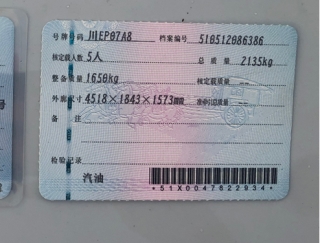 号牌号码 川EP07A8 档案编号 510512086386
核定载人数 5人 总质量 2135kg
整备质量 1650kg 核定载质量 --
外廓尺寸 4518×1843×1573mm 准牵引总质量 --
备注
检验记录
汽油
*51X0047622934*